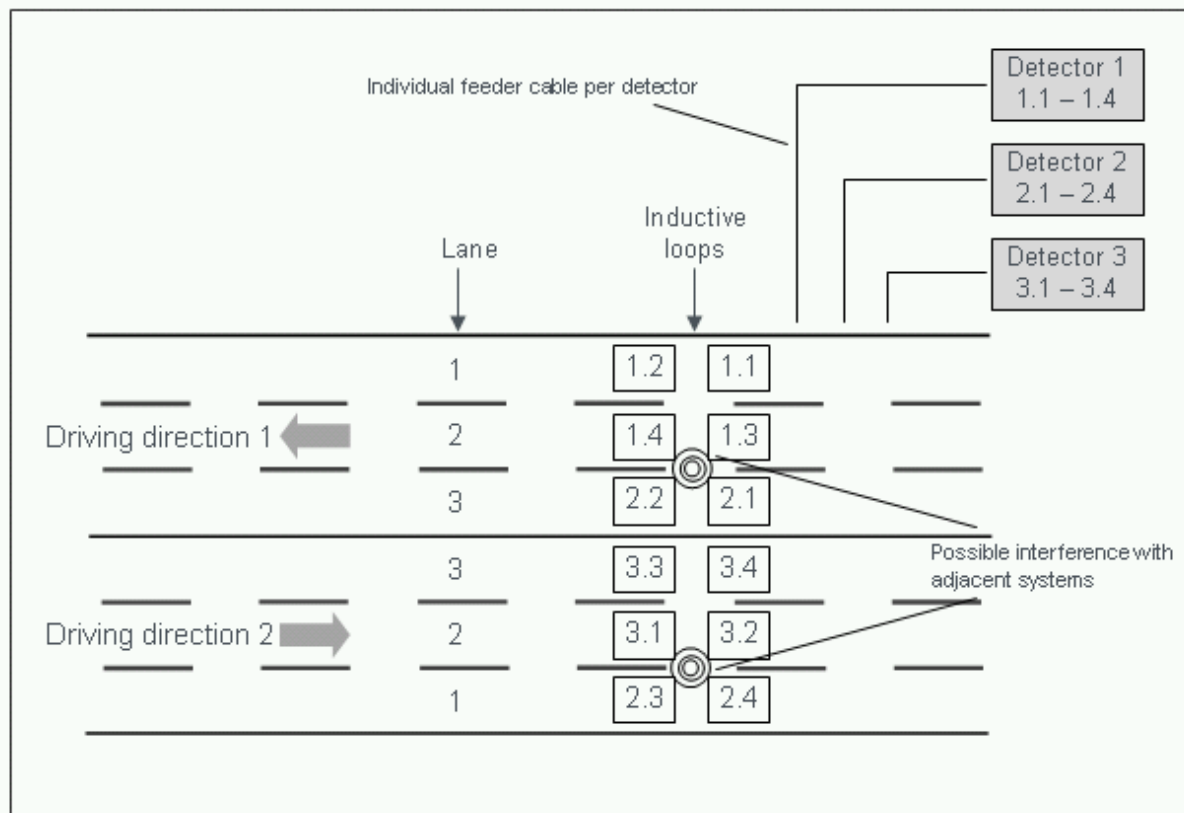 Individual feeder cable per detector
Detector 1
1.1 – 1.4
Detector 2
2.1 – 2.4
Detector 3
3.1 – 3.4
Lane
Inductive
loops
1
1.2
1.1
Driving direction 1
2
1.4
1.3
3
2.2
2.1
3
3.3
3.4
Possible interference with
adjacent systems
Driving direction 2
2
3.1
3.2
1
2.3
2.4